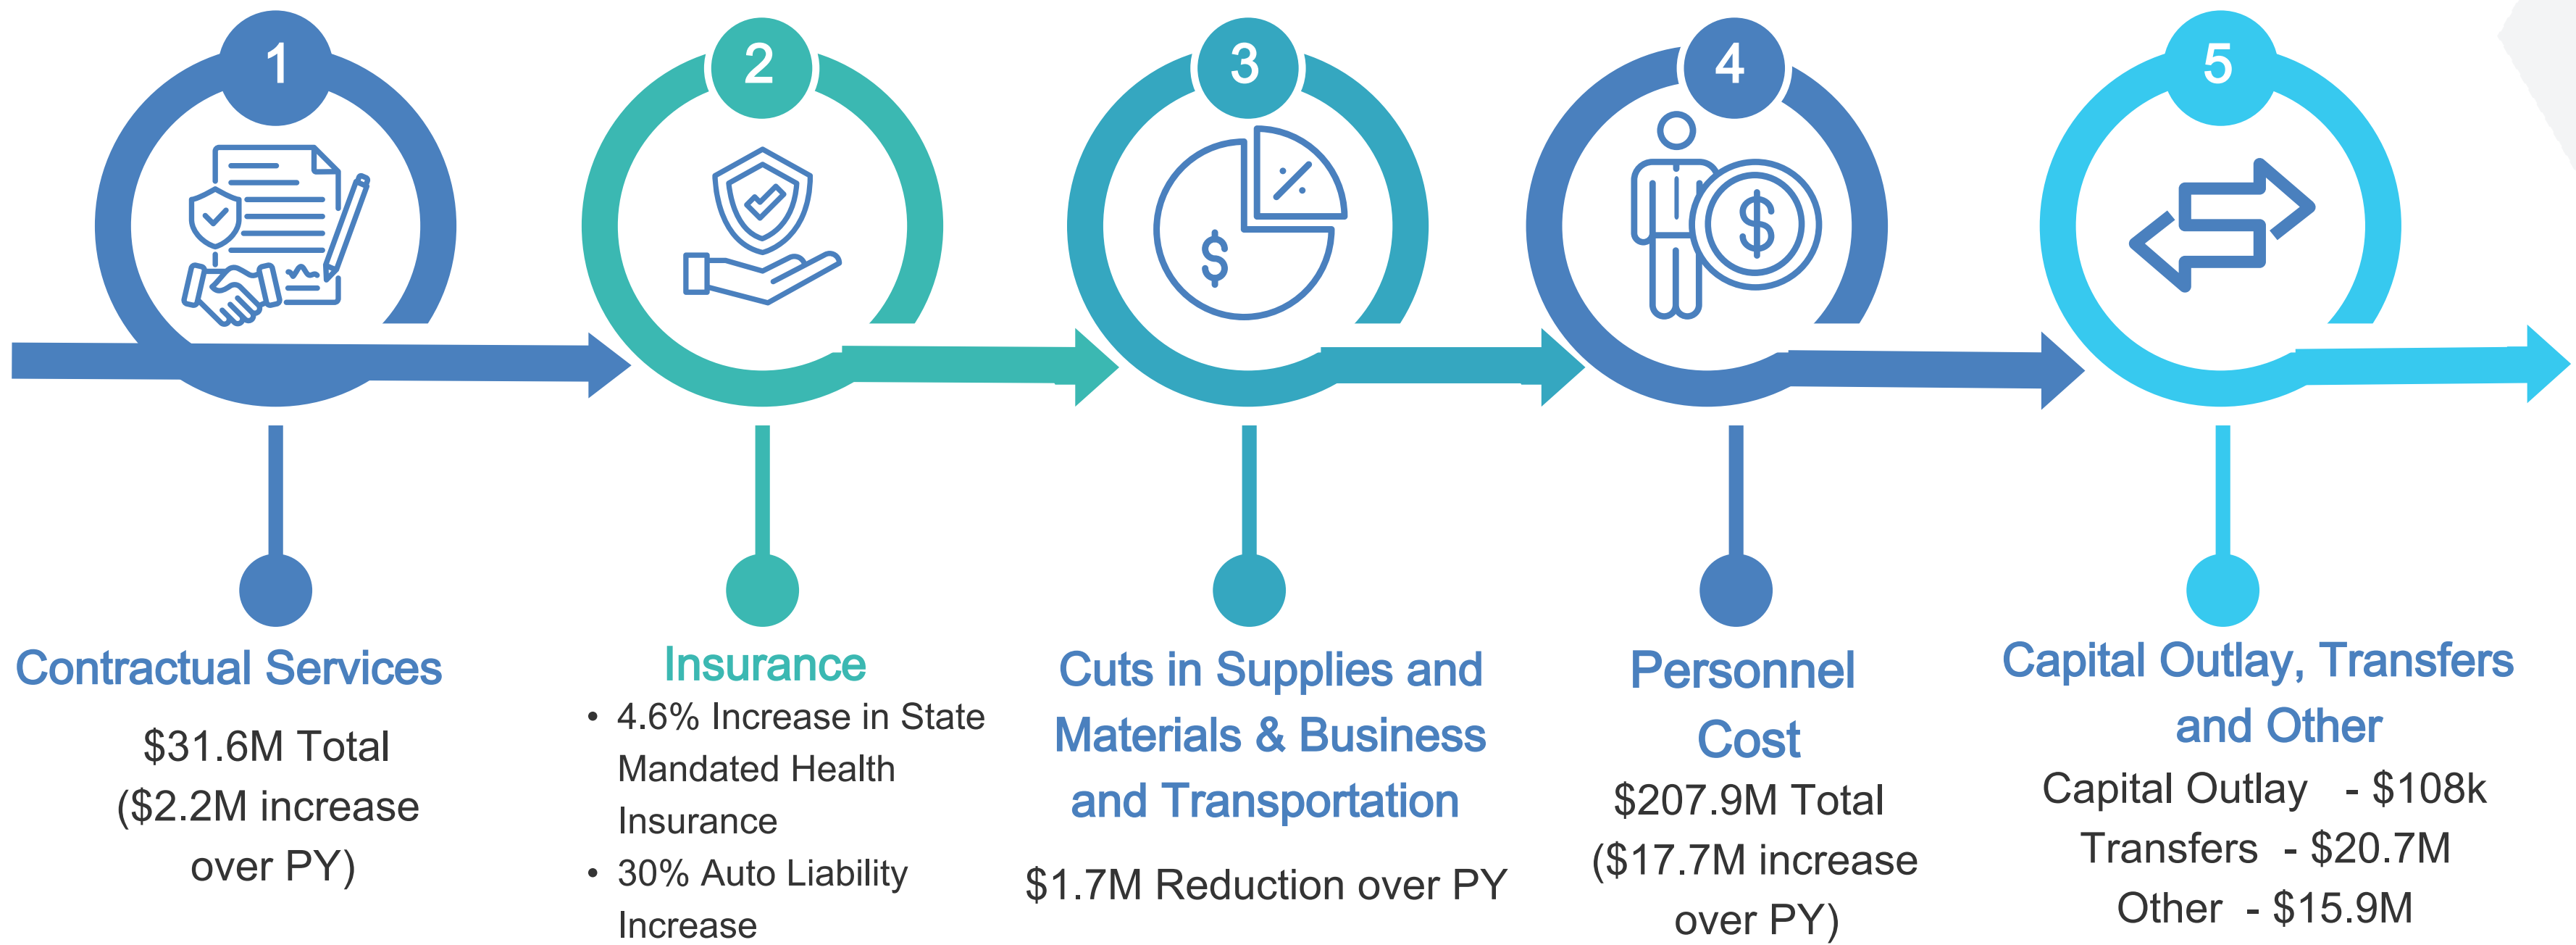 1
2
3
4
5
$
%
$
Contractual Services
$31.6M Total
($2.2M increase
over PY)
Insurance
• 4.6% Increase in State
Mandated Health
Insurance
• 30% Auto Liability
Increase
Cuts in Supplies and
Materials & Business
and Transportation
$1.7M Reduction over PY
Personnel
Cost
$207.9M Total
($17.7M increase
over PY)
Capital Outlay, Transfers
and Other
Capital Outlay - $108k
Transfers - $20.7M
Other - $15.9M